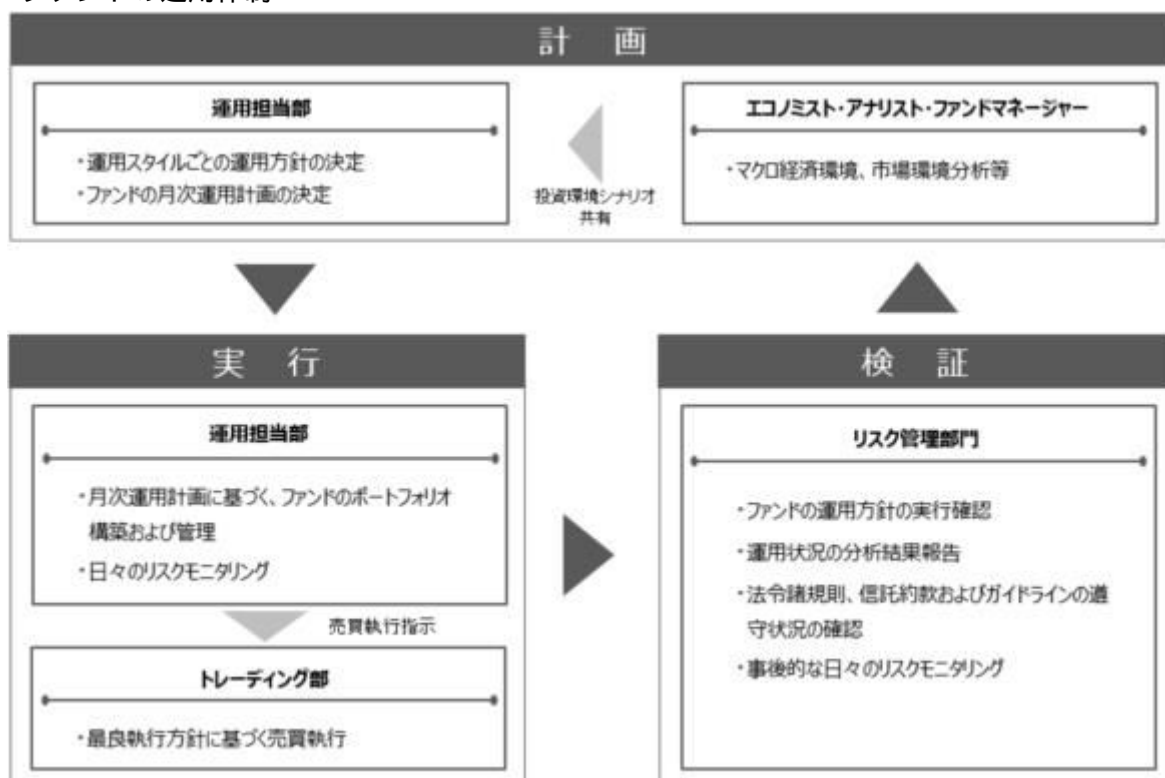 計 画
運用担当部
・運用スタイルごとの運用方針の決定
・ファンドの月次運用計画の決定
投資環境シナリオ
共有
エコノミスト・アナリスト・ファンドマネージャー
・マクロ経済環境、市場環境分析等
実 行
運用担当部
・月次運用計画に基づく、ファンドのポートフォリオ
構築および管理
・日々のリスクモニタリング
売買執行指示
トレーディング部
・最良執行方針に基づく売買執行
検 証
リスク管理部門
・ファンドの運用方針の実行確認
・運用状況の分析結果報告
・法令諸規則、信託約款およびガイドラインの遵
守状況の確認
・事後的な日々のリスクモニタリング